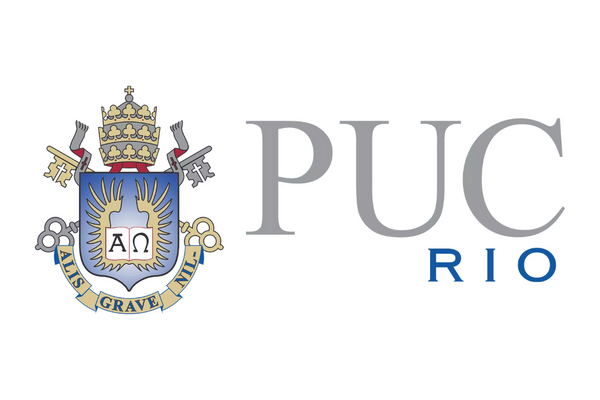 PUC
RIO
ΑΩ
ALIS GRAVE NIL-